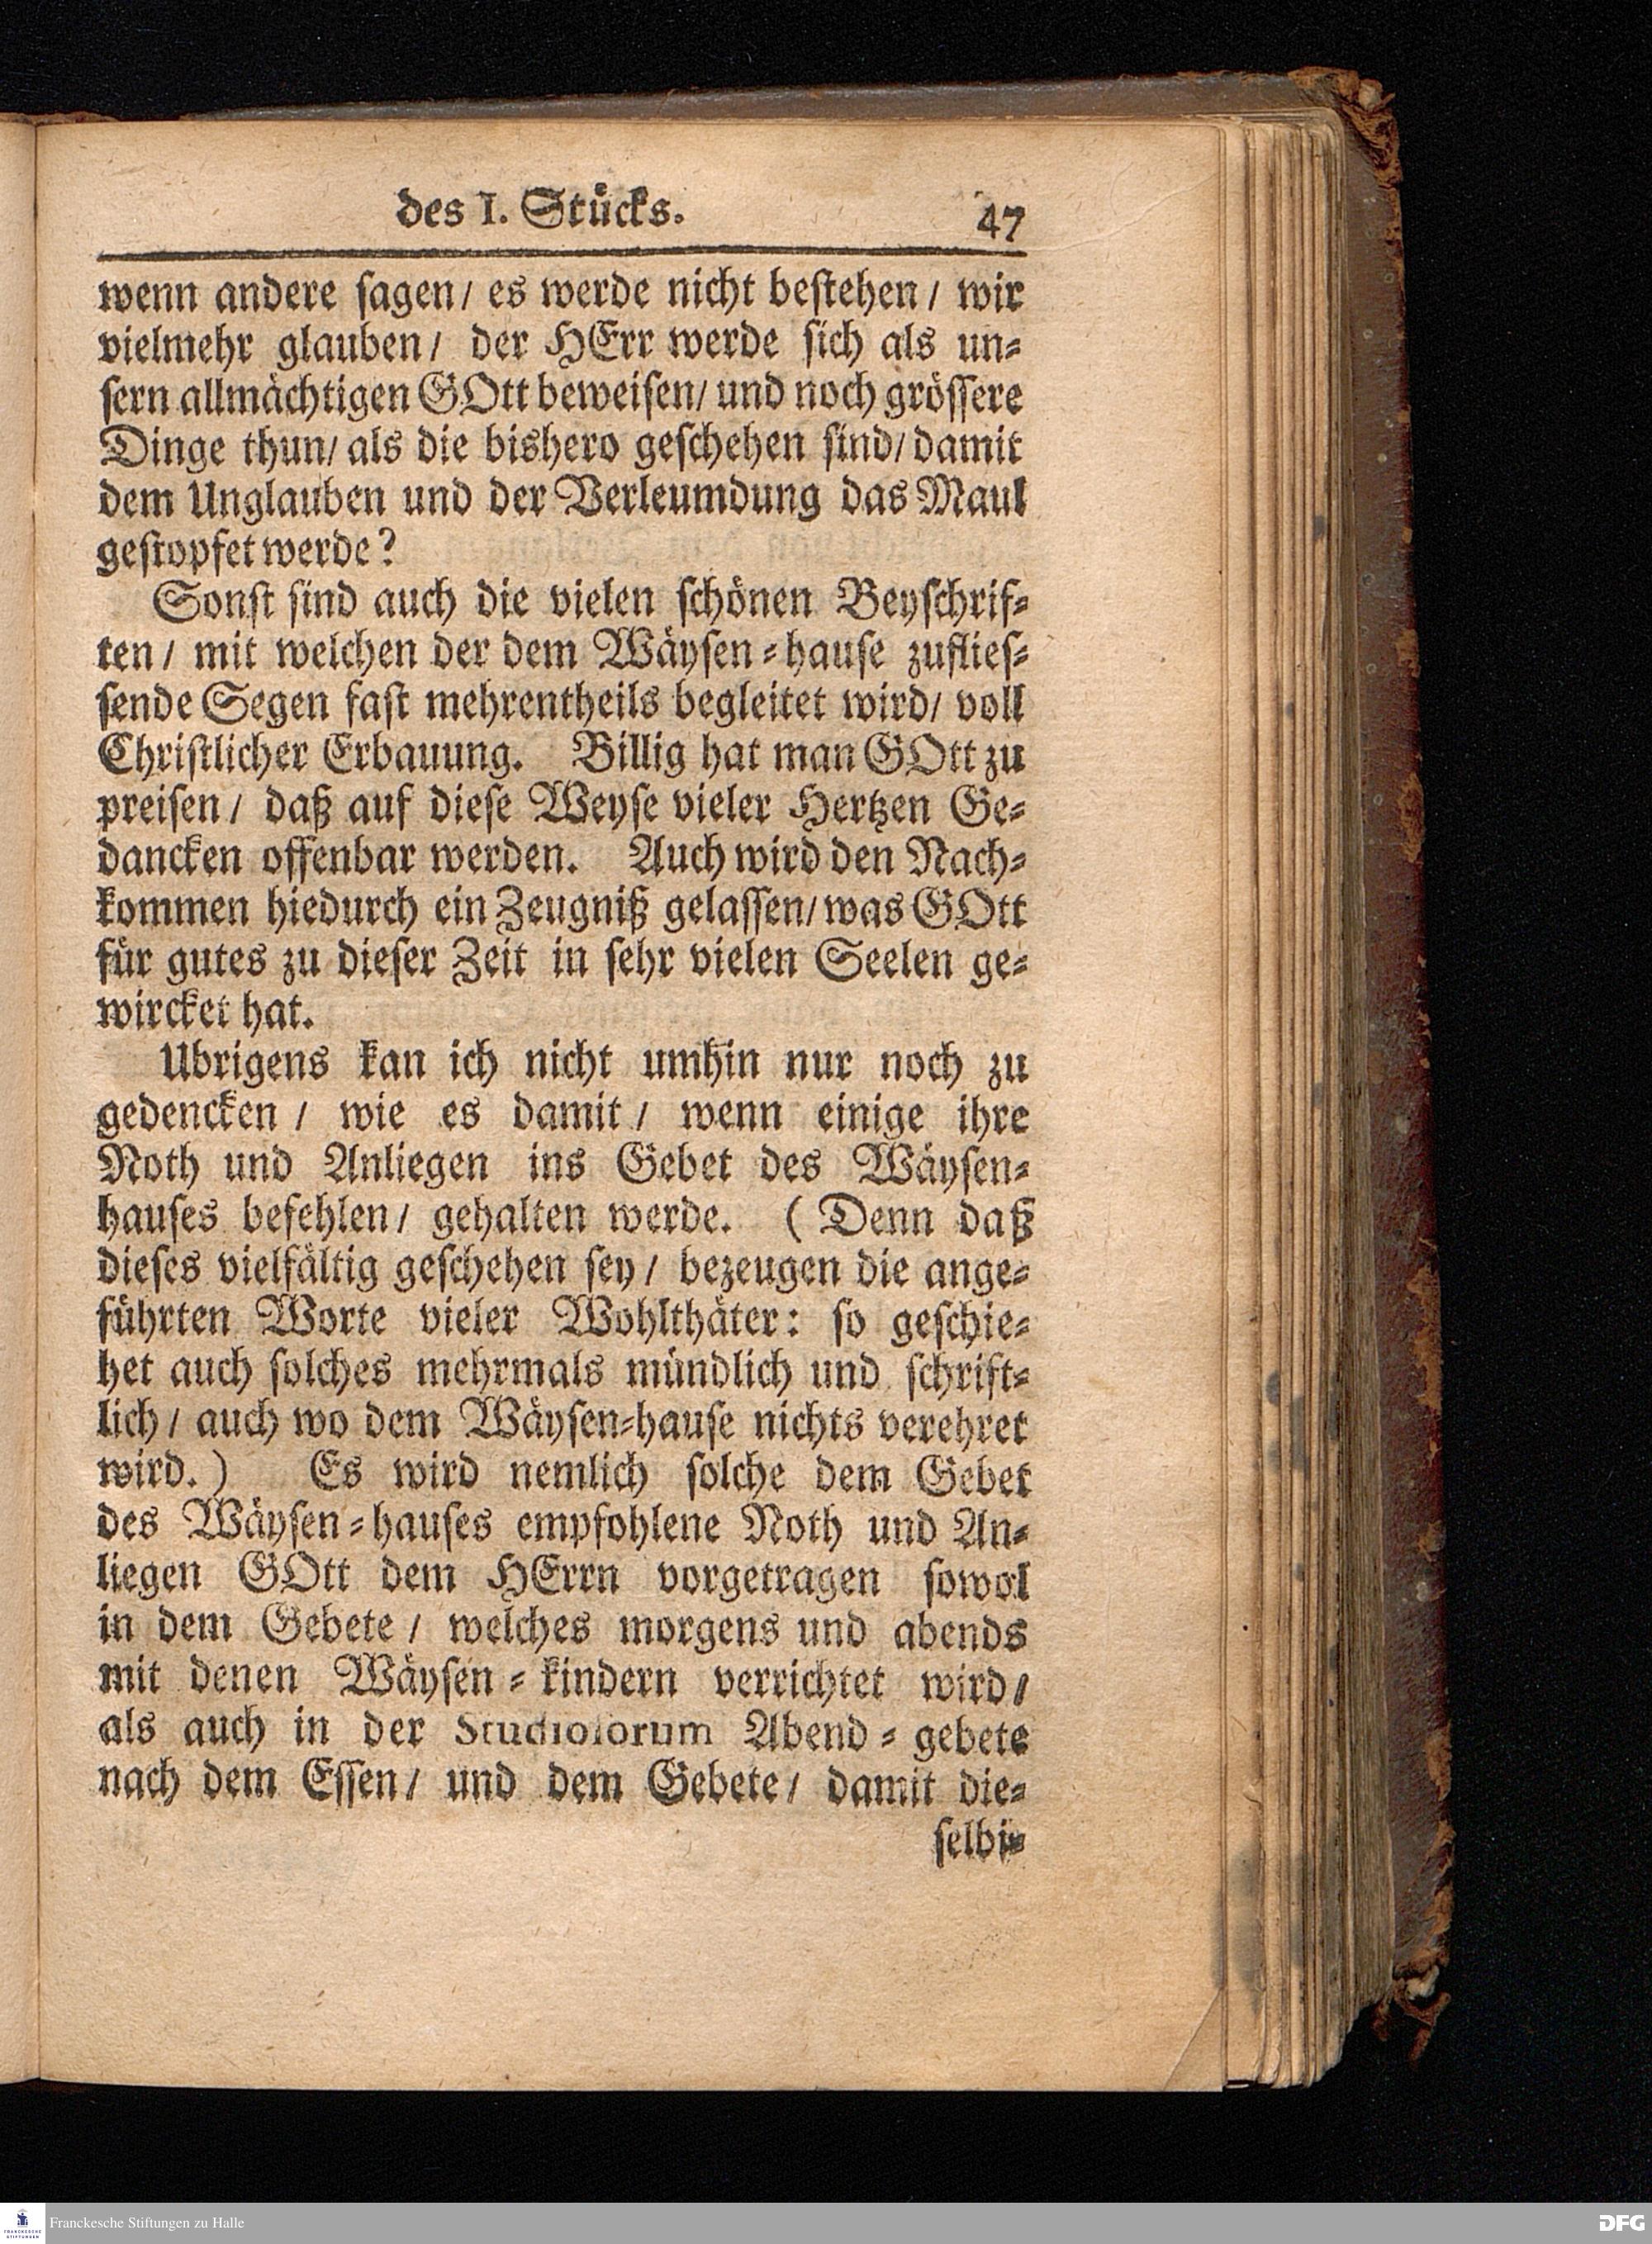 des I. Stücks. 47
wenn andere ſagen/ es werde nicht beſtehen/ wir
vielmehr glauben/ der HErr werde ſich als un⸗
ſern allmächtigen GOtt beweiſen/ und noch gröſſere
Dinge thun/ als die bishero geſchehen ſind/ damit
dem Unglauben und der Verleumdung das Maul
geſtopfet werde?
Sonſt ſind auch die vielen ſchönen Beyſchrif⸗
ten/ mit welchen der dem Wäyſen⸗hauſe zuflieſ⸗
ſende Segen faſt mehrentheils begleitet wird/ voll
Chriſtlicher Erbauung. Billig hat man GOtt zu
preiſen/ daß auf dieſe Weyſe vieler Hertzen Ge⸗
dancken offenbar werden. Auch wird den Nach⸗
kommen hiedurch ein Zeugniß gelaſſen/ was GOtt
für gutes zu dieſer Zeit in ſehr vielen Seelen ge⸗
wircket hat.
Ubrigens kan ich nicht umhin nur noch zu
gedencken/ wie es damit/ wenn einige ihre
Noth und Anliegen ins Gebet des Wäyſen⸗
hauſes befehlen/ gehalten werde. (Denn daß
dieſes vielfältig geſchehen ſey/ bezeugen die ange⸗
führten Worte vieler Wohlthäter: ſo geſchie⸗
het auch ſolches mehrmals mündlich und ſchrift⸗
lich/ auch wo dem Wäyſen⸗hauſe nichts verehret
wird.) Es wird nemlich ſolche dem Gebet
des Wäyſen⸗hauſes empfohlene Noth und An⸗
liegen GOtt dem HErrn vorgetragen ſowol
in dem Gebete/ welches morgens und abends
mit denen Wäyſen⸗kindern verrichtet wird/
als auch in der Studioſorum Abend⸗gebete
nach dem Eſſen/ und dem Gebete/ damit die⸗
ſelbi⸗
FRANCKESCHE
STIFTUNGEN
Franckesche Stiftungen zu Halle
DFG